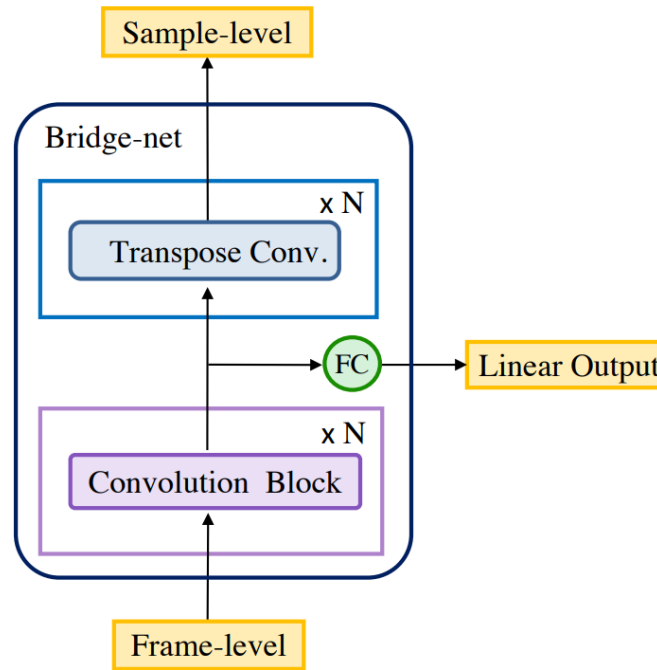 Sample-level
Bridge-net
x N
Transpose Conv.
FC
Linear Output
x N
Convolution Block
Frame-level